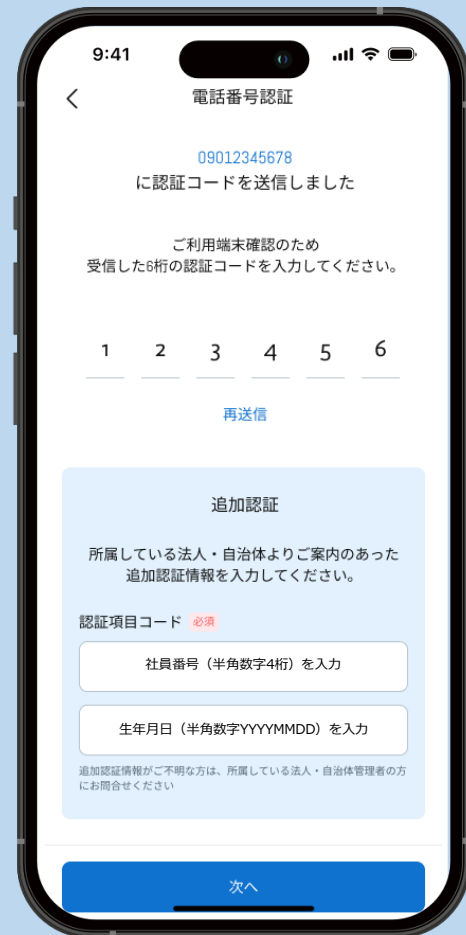 9:41
電話番号認証
09012345678
に認証コードを送信しました
ご利用端末確認のため
受信した6桁の認証コードを入力してください。
1 2 3 4 5 6
再送信
追加認証
所属している法人・自治体よりご案内のあった
追加認証情報を入力してください。
認証項目コード 必須
社員番号（半角数字4桁）を入力
生年月日（半角数字YYYYMMDD）を入力
追加認証情報がご不明な方は、所属している法人・自治体管理者の方
にお問合せください
次へ